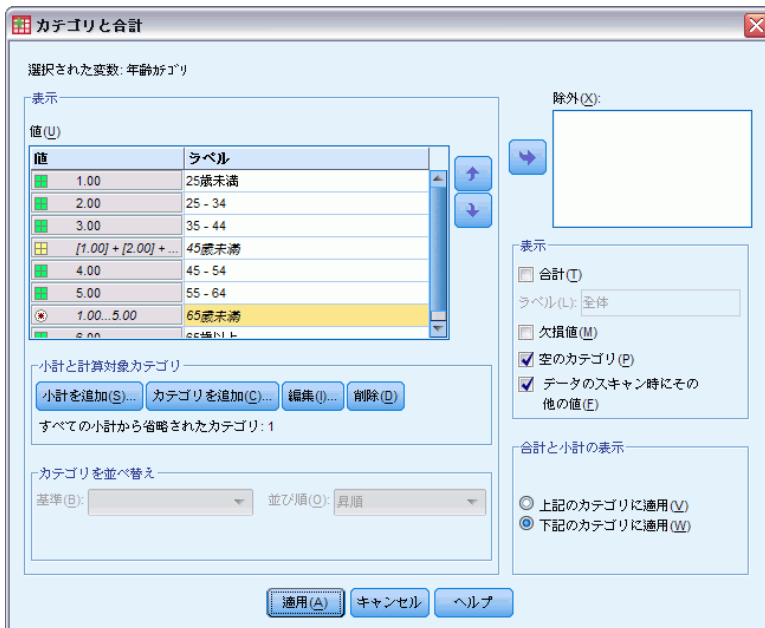 カテゴリと合計
選択された変数: 年齢ｶﾃｺﾞﾘ
表示
値(U)
値 ラベル
1.00 25歳未満
2.00 25 - 34
3.00 35 - 44
[1.00] + [2.00] + ... 45歳未満
4.00 45 - 54
5.00 55 - 64
1.00...5.00 65歳未満
6.00 65歳以上
小計と計算対象カテゴリ
小計を追加(S)... カテゴリを追加(C)... 編集(I)... 削除(D)
すべての小計から省略されたカテゴリ: 1
カテゴリを並べ替え
基準(B): 並び順(O): 昇順
除外(X):
表示
合計(T)
ラベル(L): 全体
欠損値(M)
空のカテゴリ(P)
データのスキャン時にその
他の値(F)
合計と小計の表示
上記のカテゴリに適用(V)
下記のカテゴリに適用(W)
適用(A) キャンセル ヘルプ